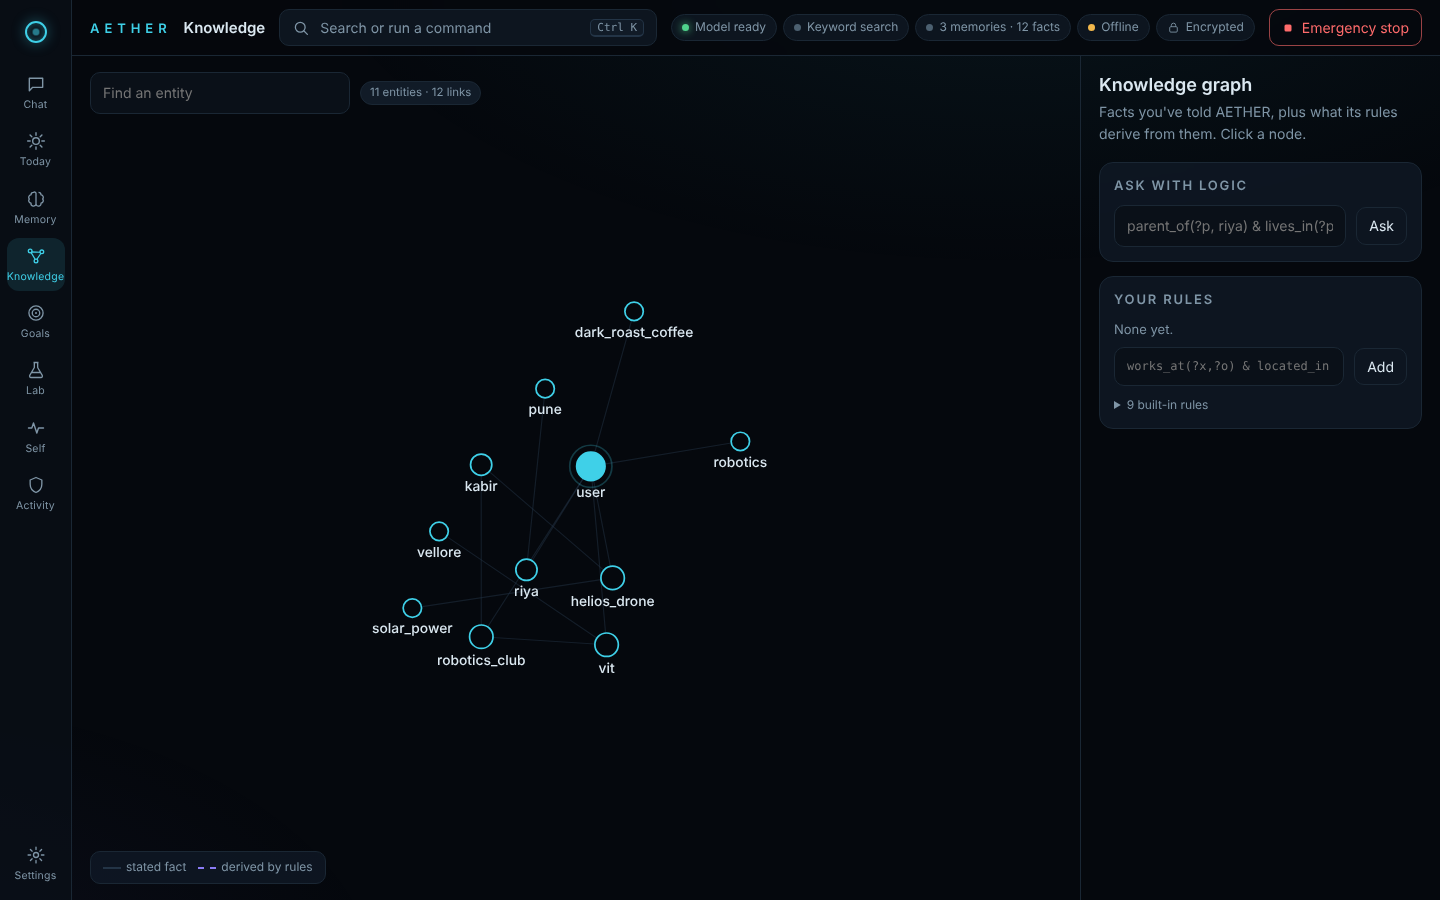 AETHER Knowledge
Search or run a command
Ctrl K
Model ready
Keyword search
3 memories · 12 facts
Offline
Encrypted
Emergency stop
Chat
Today
Memory
Knowledge
Goals
Lab
Self
Activity
Settings
Find an entity
11 entities · 12 links
dark_roast_coffee
pune
robotics
kabir
user
vellore
riya
helios_drone
solar_power
robotics_club
vit
stated fact
derived by rules
Knowledge graph
Facts you've told AETHER, plus what its rules
derive from them. Click a node.
ASK WITH LOGIC
parent_of(?p, riya) & lives_in(?p
Ask
YOUR RULES
None yet.
works_at(?x,?o) & located_in
Add
9 built-in rules